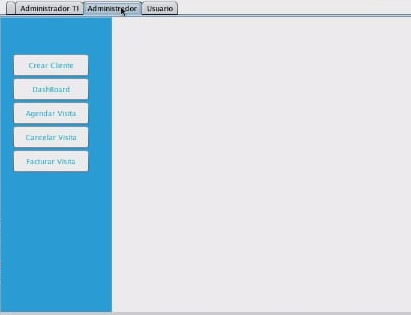 Administrador TI Administrador Usuario
Crear Cliente
DashBoard
Agendar Visita
Cancelar Visita
Facturar Visita